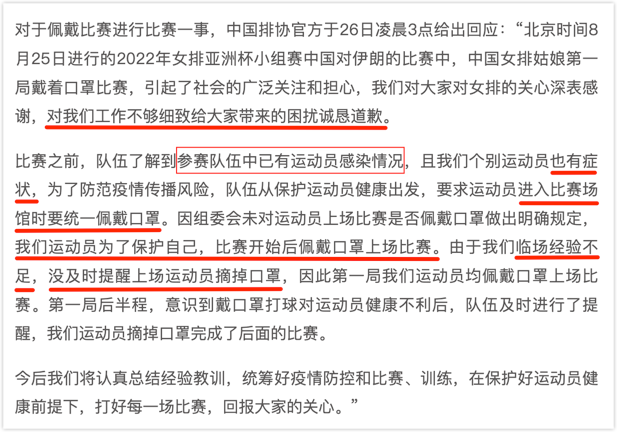 对于佩戴比赛进行比赛一事，中国排协官方于26日凌晨3点给出回应：“北京时间8
月25日进行的2022年女排亚洲杯小组赛中国对伊朗的比赛中，中国女排姑娘第一
局戴着口罩比赛，引起了社会的广泛关注和担心，我们对大家对女排的关心深表感
谢，对我们工作不够细致给大家带来的困扰诚恳道歉。
比赛之前，队伍了解到参赛队伍中已有运动员感染情况，且我们个别运动员也有症
状，为了防范疫情传播风险，队伍从保护运动员健康出发，要求运动员进入比赛场
馆时要统一佩戴口罩。因组委会未对运动员上场比赛是否佩戴口罩做出明确规定，
我们运动员为了保护自己，比赛开始后佩戴口罩上场比赛。由于我们临场经验不
足，没及时提醒上场运动员摘掉口罩，因此第一局我们运动员均佩戴口罩上场比
赛。第一局后半程，意识到戴口罩打球对运动员健康不利后，队伍及时进行了提
醒，我们运动员摘掉口罩完成了后面的比赛。
今后我们将认真总结经验教训，统筹好疫情防控和比赛、训练，在保护好运动员健
康前提下，打好每一场比赛，回报大家的关心。”